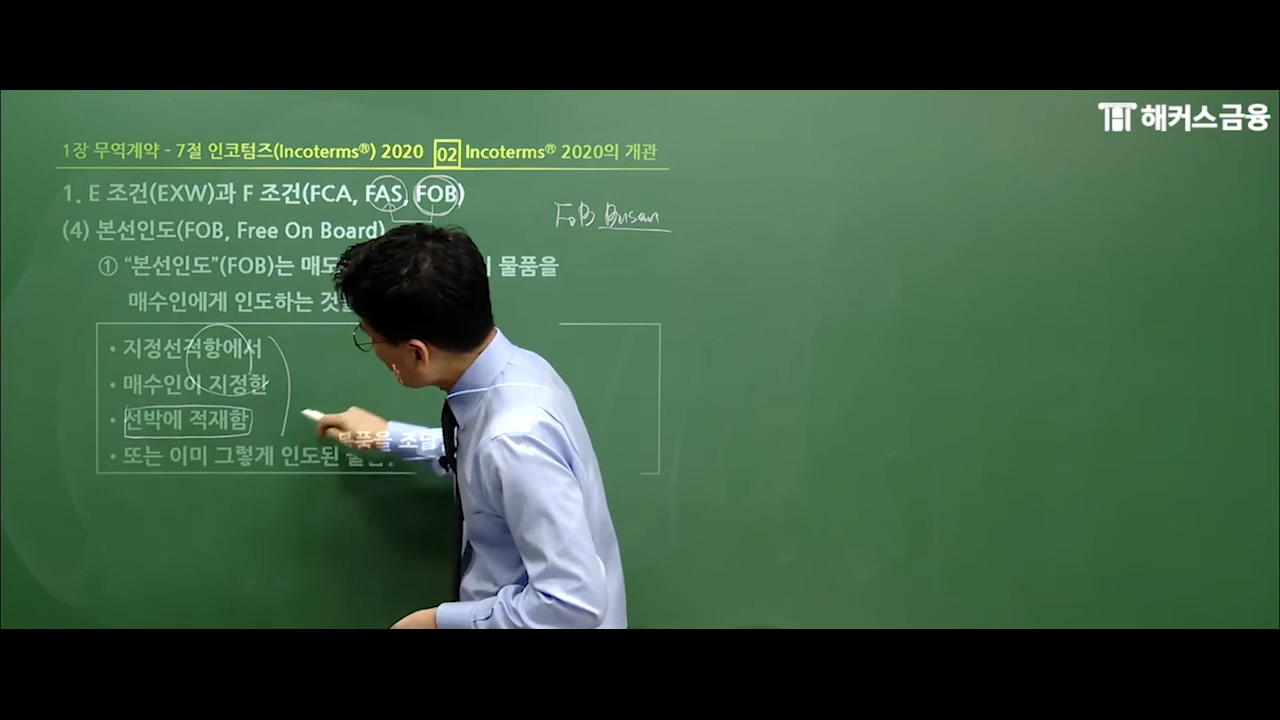 해커스금융
1장 무역계약 - 7절 인코텀즈(Incoterms®) 2020 02 Incoterms® 2020의 개관
1. E 조건(EXW)과 F 조건(FCA, FAS, FOB)
FOB Busan
(4) 본선인도(FOB, Free On Board)
① “본선인도”(FOB)는 물품을
매수인에게 인도하는
• 지정선적항에서
• 매수인이 지정한
• 선박에 적재함
• 또는 이미 그렇게 인도된 물품을 조달